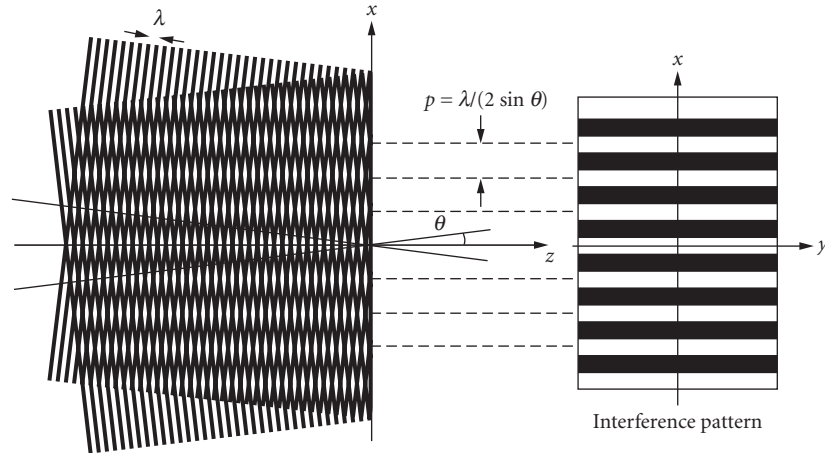 λ
x
p = λ/(2 sin θ)
x
θ
z
y
Interference pattern